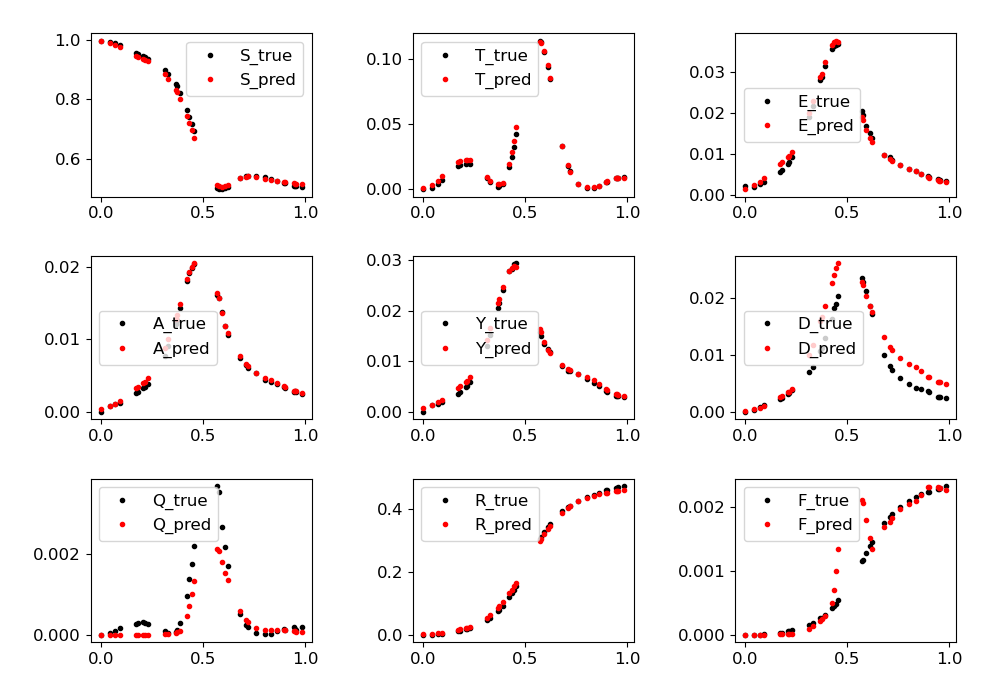 1.0
0.8
0.6
S_true
S_pred
0.0 0.5 1.0
0.10
0.05
0.00
T_true
T_pred
0.0 0.5 1.0
0.03
0.02
0.01
0.00
E_true
E_pred
0.0 0.5 1.0
0.02
0.01
0.00
A_true
A_pred
0.0 0.5 1.0
0.03
0.02
0.01
0.00
Y_true
Y_pred
0.0 0.5 1.0
0.02
0.01
0.00
D_true
D_pred
0.0 0.5 1.0
0.002
0.000
Q_true
Q_pred
0.0 0.5 1.0
0.4
0.2
0.0
R_true
R_pred
0.0 0.5 1.0
0.002
0.001
0.000
F_true
F_pred
0.0 0.5 1.0